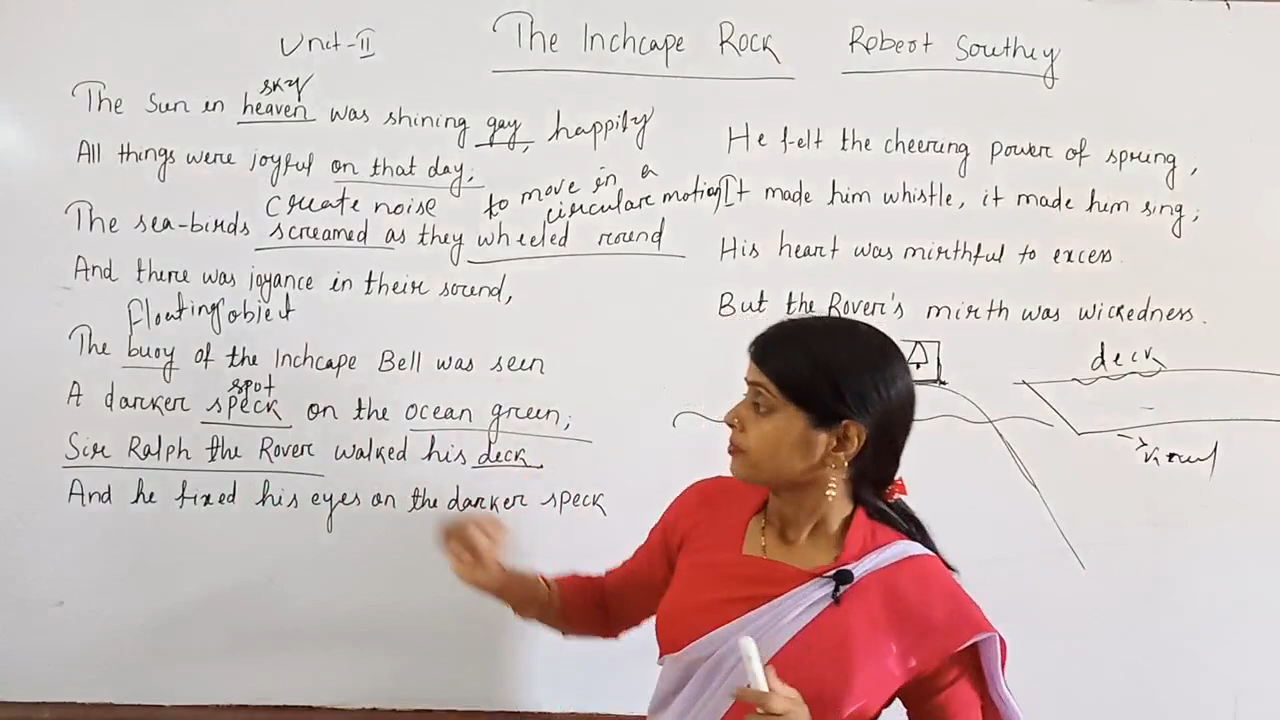 Unit-II
The Inchcape Rock
Robert Southey
sky
The Sun in heaven was shining gay, happily
All things were joyful on that day;
create noise
to move in a
circular motion
The sea-birds screamed as they wheeled round
And there was joyance in their sound,
floating object
The buoy of the Inchcape Bell was seen
spot
A darker speck on the ocean green;
Sir Ralph the Rover walked his deck
And he fixed his eyes on the darker speck
He felt the cheering power of spring,
It made him whistle, it made him sing;
His heart was mirthful to excess
But the Rover's mirth was wickedness.
deck